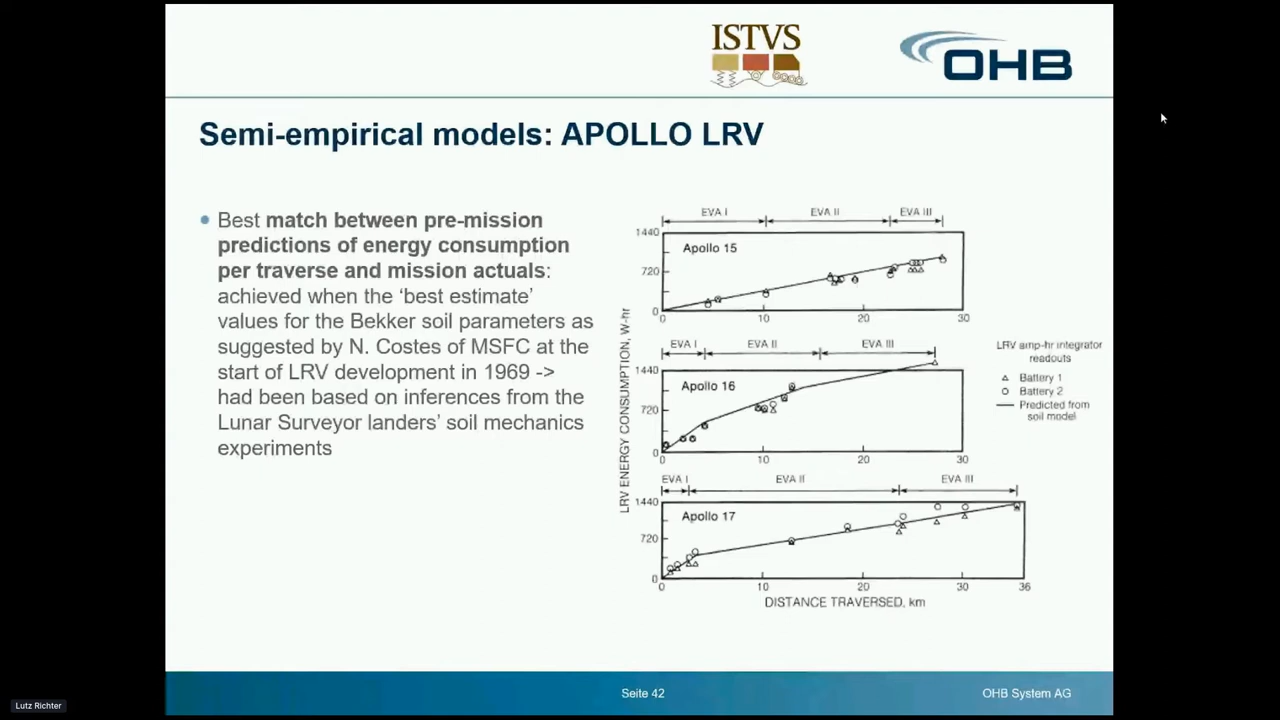 ISTVS
OHB
Semi-empirical models: APOLLO LRV
Best match between pre-mission
predictions of energy consumption
per traverse and mission actuals:
achieved when the ‘best estimate’
values for the Bekker soil parameters as
suggested by N. Costes of MSFC at the
start of LRV development in 1969 ->
had been based on inferences from the
Lunar Surveyor landers’ soil mechanics
experiments
LRV ENERGY CONSUMPTION, W-hr
EVA I EVA II EVA III
1440
Apollo 15
720
0
0 10 20 30
EVA I EVA II EVA III
1440
Apollo 16
720
0
0 10 20 30
EVA I EVA II EVA III
1440
Apollo 17
720
0
0 10 20 30 36
DISTANCE TRAVERSED, km
LRV amp-hr integrator
readouts
Battery 1
Battery 2
Predicted from
soil model
Seite 42
OHB System AG
Lutz Richter